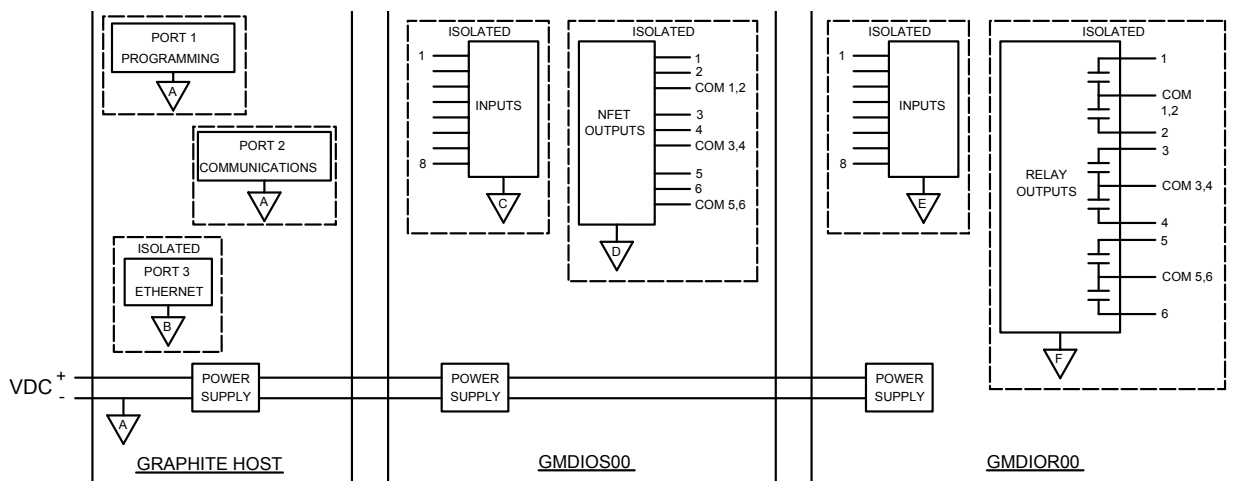 PORT 1
PROGRAMMING
A
PORT 2
COMMUNICATIONS
A
ISOLATED
PORT 3
ETHERNET
B
VDC
+
-
POWER
SUPPLY
A
GRAPHITE HOST
ISOLATED
1
8
INPUTS
C
ISOLATED
NFET
OUTPUTS
1
2
COM 1,2
3
4
COM 3,4
5
6
COM 5,6
D
POWER
SUPPLY
GMDIOS00
ISOLATED
1
8
INPUTS
E
ISOLATED
RELAY
OUTPUTS
1
COM
1,2
2
3
COM 3,4
4
5
COM 5,6
6
F
POWER
SUPPLY
GMDIOR00